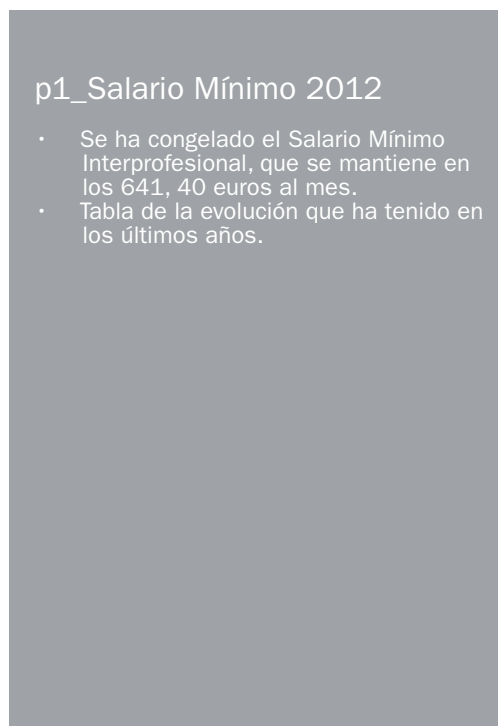 p1_Salario Mínimo 2012
· Se ha congelado el Salario Mínimo
Interprofesional, que se mantiene en
los 641, 40 euros al mes.
· Tabla de la evolución que ha tenido en
los últimos años.